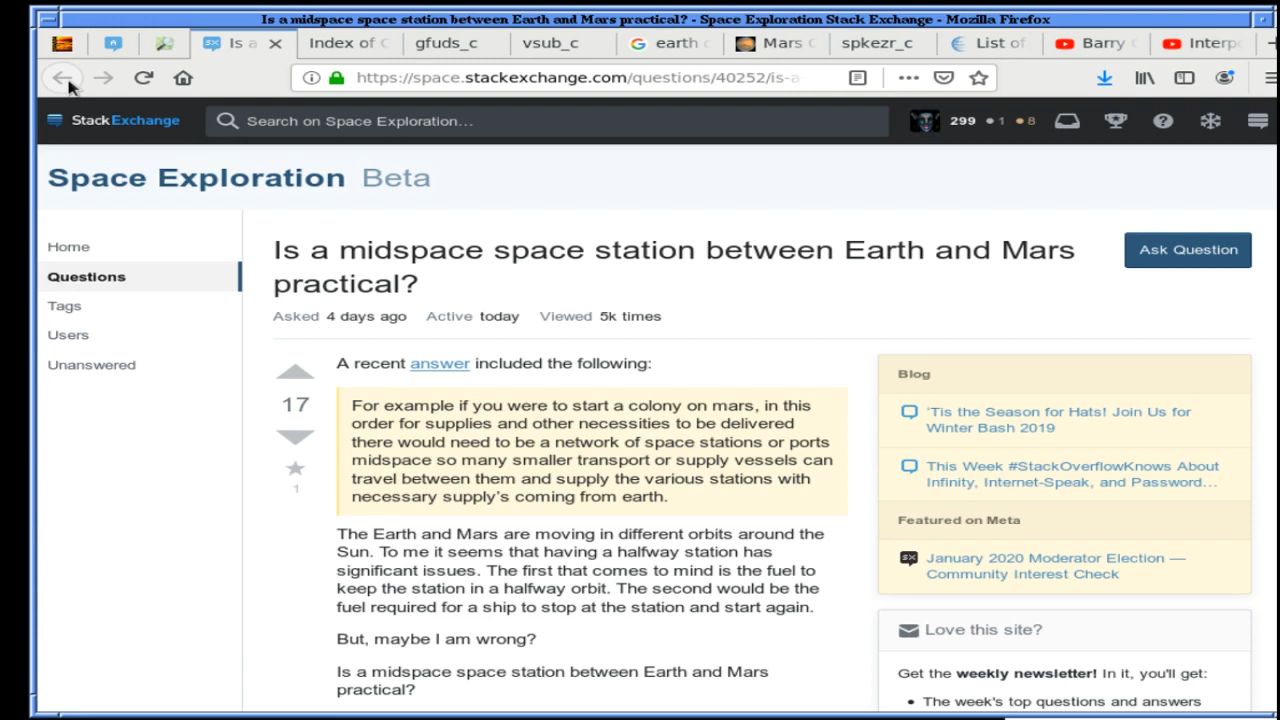 Is a midspace space station between Earth and Mars practical? - Space Exploration Stack Exchange - Mozilla Firefox
Is a
Index of
gfuds_c
vsub_c
earth
Mars
spkezr_c
List of
Barry
Interp
https://space.stackexchange.com/questions/40252/is-a-
StackExchange
Search on Space Exploration...
299
1
8
Space Exploration Beta
Home
Questions
Tags
Users
Unanswered
Is a midspace space station between Earth and Mars
practical?
Ask Question
Asked 4 days ago Active today Viewed 5k times
17
1
A recent answer included the following:
For example if you were to start a colony on mars, in this
order for supplies and other necessities to be delivered
there would need to be a network of space stations or ports
midspace so many smaller transport or supply vessels can
travel between them and supply the various stations with
necessary supply's coming from earth.
The Earth and Mars are moving in different orbits around the
Sun. To me it seems that having a halfway station has
significant issues. The first that comes to mind is the fuel to
keep the station in a halfway orbit. The second would be the
fuel required for a ship to stop at the station and start again.
But, maybe I am wrong?
Is a midspace space station between Earth and Mars
practical?
Blog
'Tis the Season for Hats! Join Us for
Winter Bash 2019
This Week #StackOverflowKnows About
Infinity, Internet-Speak, and Password...
Featured on Meta
January 2020 Moderator Election —
Community Interest Check
Love this site?
Get the weekly newsletter! In it, you'll get:
• The week's top questions and answers